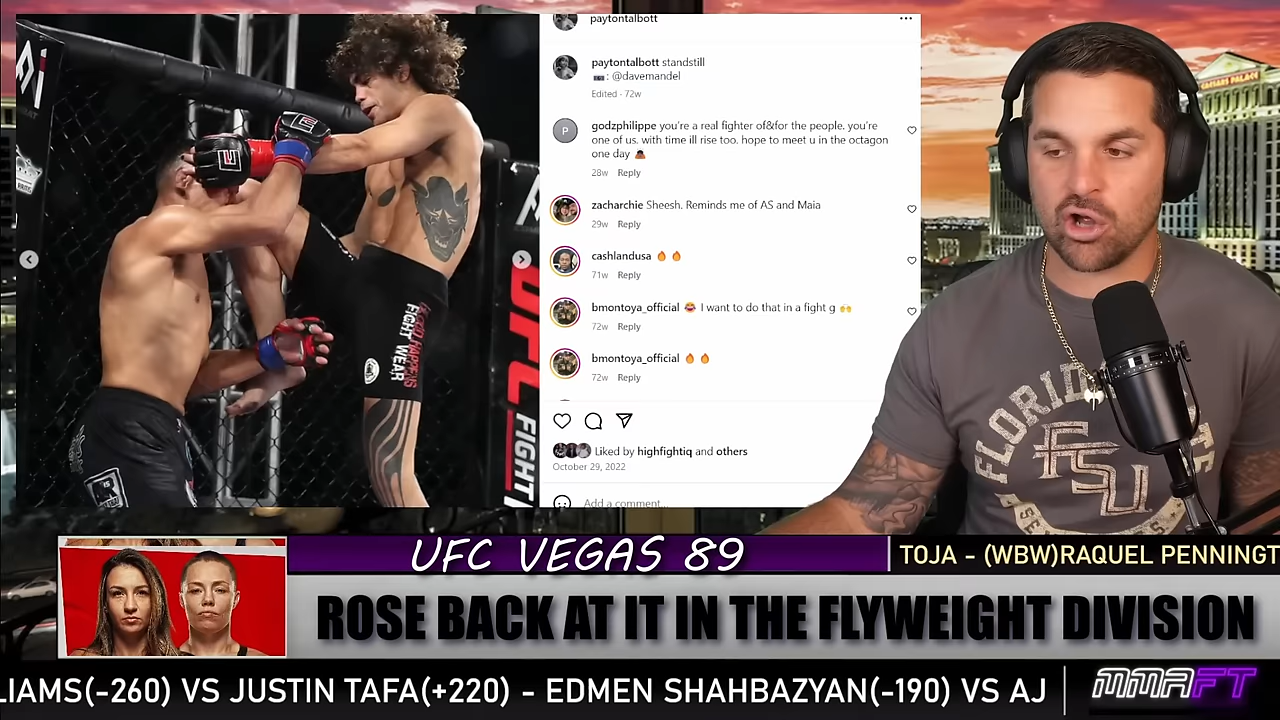 paytontalbott
paytontalbott standstill
: @davemandel
Edited · 72w
P
godzphilippe you're a real fighter of&for the people. you're
one of us. with time ill rise too. hope to meet u in the octagon
one day
28w Reply
zacharchie Sheesh. Reminds me of AS and Maia
29w Reply
cashlandusa
71w Reply
bmontoya_official I want to do that in a fight g
72w Reply
bmontoya_official
72w Reply
Liked by highfightiq and others
October 29, 2022
Add a comment...
FIGHT WEAR
UFC FIGHT
CAESARS PALACE
FSU
UFC VEGAS 89
TOJA - (WBW)RAQUEL PENNINGT
ROSE BACK AT IT IN THE FLYWEIGHT DIVISION
LIAMS(-260) VS JUSTIN TAFA(+220) - EDMEN SHAHBAZYAN(-190) VS AJ
MMAFT